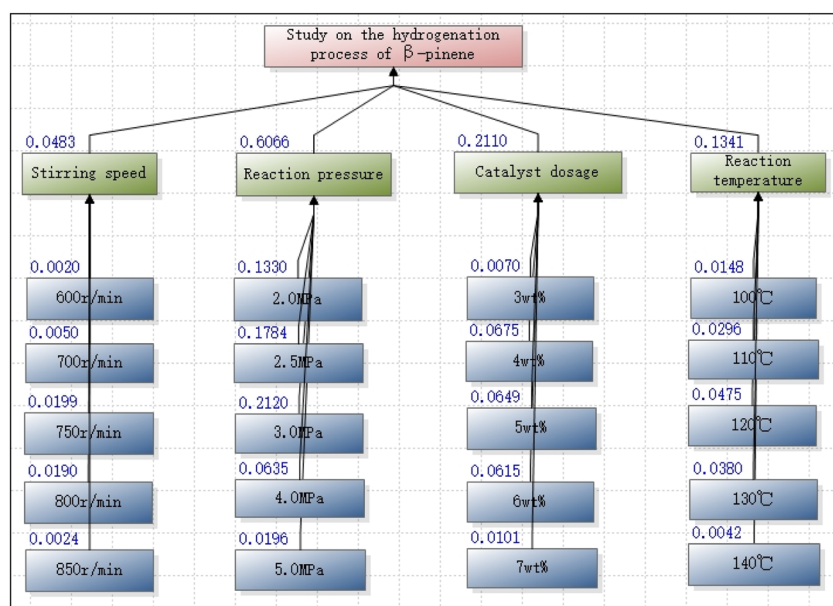 Study on the hydrogenation
process of β-pinene
0.0483
0.6066
0.2110
0.1341
Stirring speed
Reaction pressure
Catalyst dosage
Reaction
temperature
0.0020
0.1330
0.0070
0.0148
600r/min
2.0MPa
3wt%
100℃
0.0050
0.1784
0.0675
0.0296
700r/min
2.5MPa
4wt%
110℃
0.0199
0.2120
0.0649
0.0475
750r/min
3.0MPa
5wt%
120℃
0.0190
0.0635
0.0615
0.0380
800r/min
4.0MPa
6wt%
130℃
0.0024
0.0196
0.0101
0.0042
850r/min
5.0MPa
7wt%
140℃